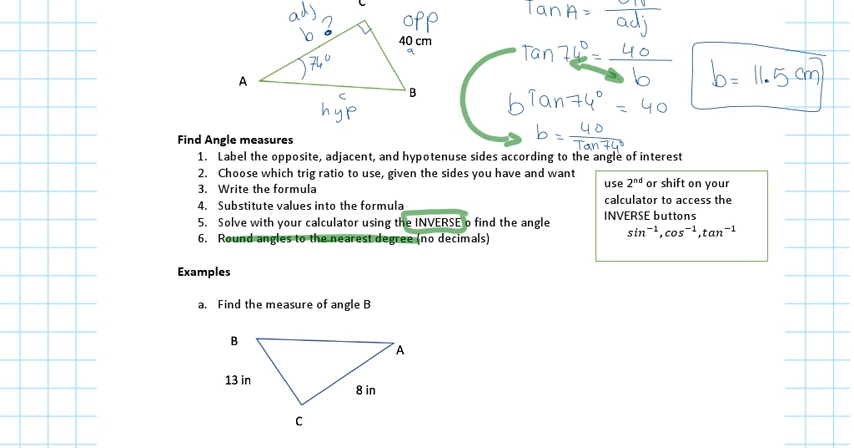 adj
C
opp
Tan A =
adj
b ?
40 cm
a
74°
Tan 74° = 40
b
b = 11.5 cm
A
B
c
hyp
b Tan 74° = 40
b = 40
Tan 74°
Find Angle measures
1. Label the opposite, adjacent, and hypotenuse sides according to the angle of interest
2. Choose which trig ratio to use, given the sides you have and want
3. Write the formula
4. Substitute values into the formula
5. Solve with your calculator using the INVERSE o find the angle
6. Round angles to the nearest degree (no decimals)
use 2nd or shift on your
calculator to access the
INVERSE buttons
sin⁻¹, cos⁻¹, tan⁻¹
Examples
a. Find the measure of angle B
B
A
13 in
8 in
C